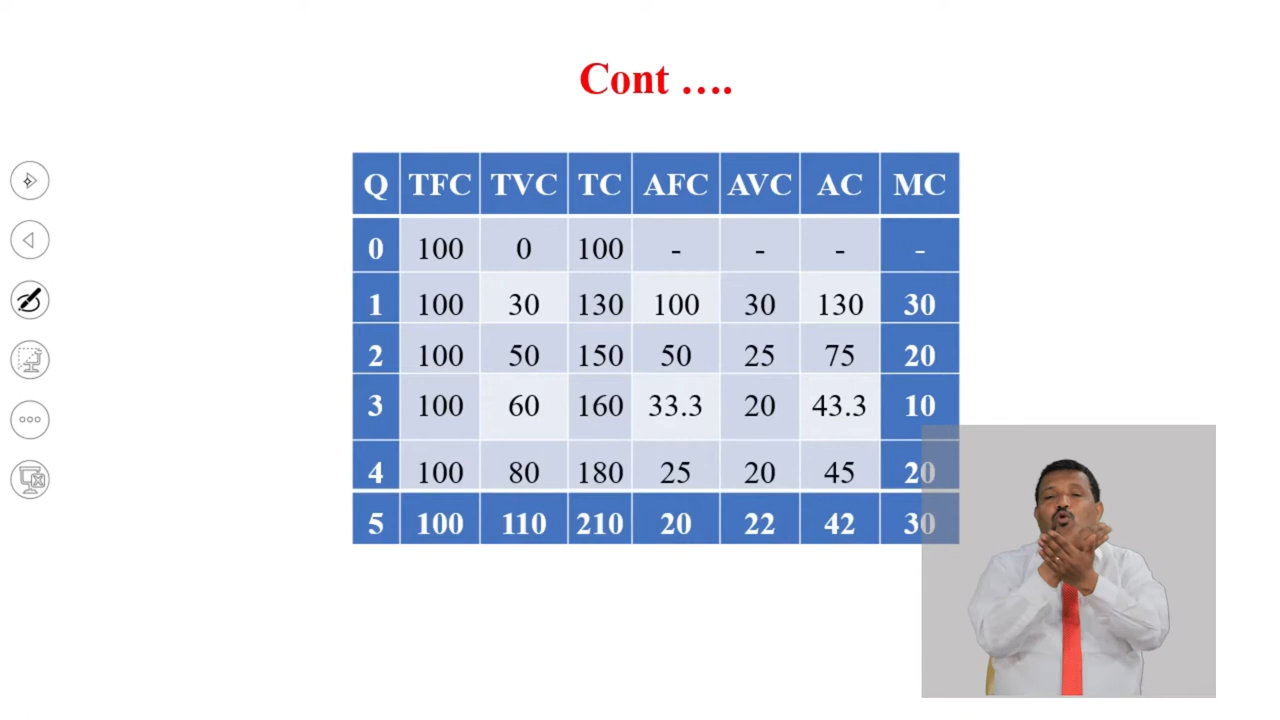 Cont ….
Q TFC TVC TC AFC AVC AC MC
0 100 0 100 - - - -
1 100 30 130 100 30 130 30
2 100 50 150 50 25 75 20
3 100 60 160 33.3 20 43.3 10
4 100 80 180 25 20 45 20
5 100 110 210 20 22 42 30